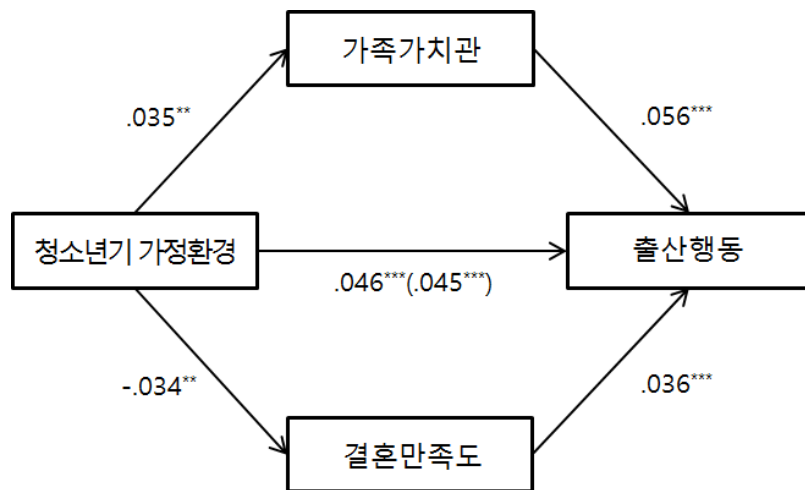 가족가치관
.035**
.056***
청소년기 가정환경
출산행동
.046***(.045***)
-.034**
.036***
결혼만족도